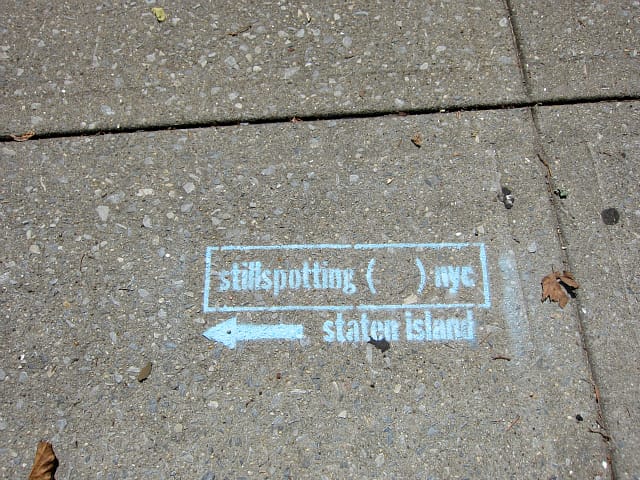 stillspotting ( ) nyc
staten island